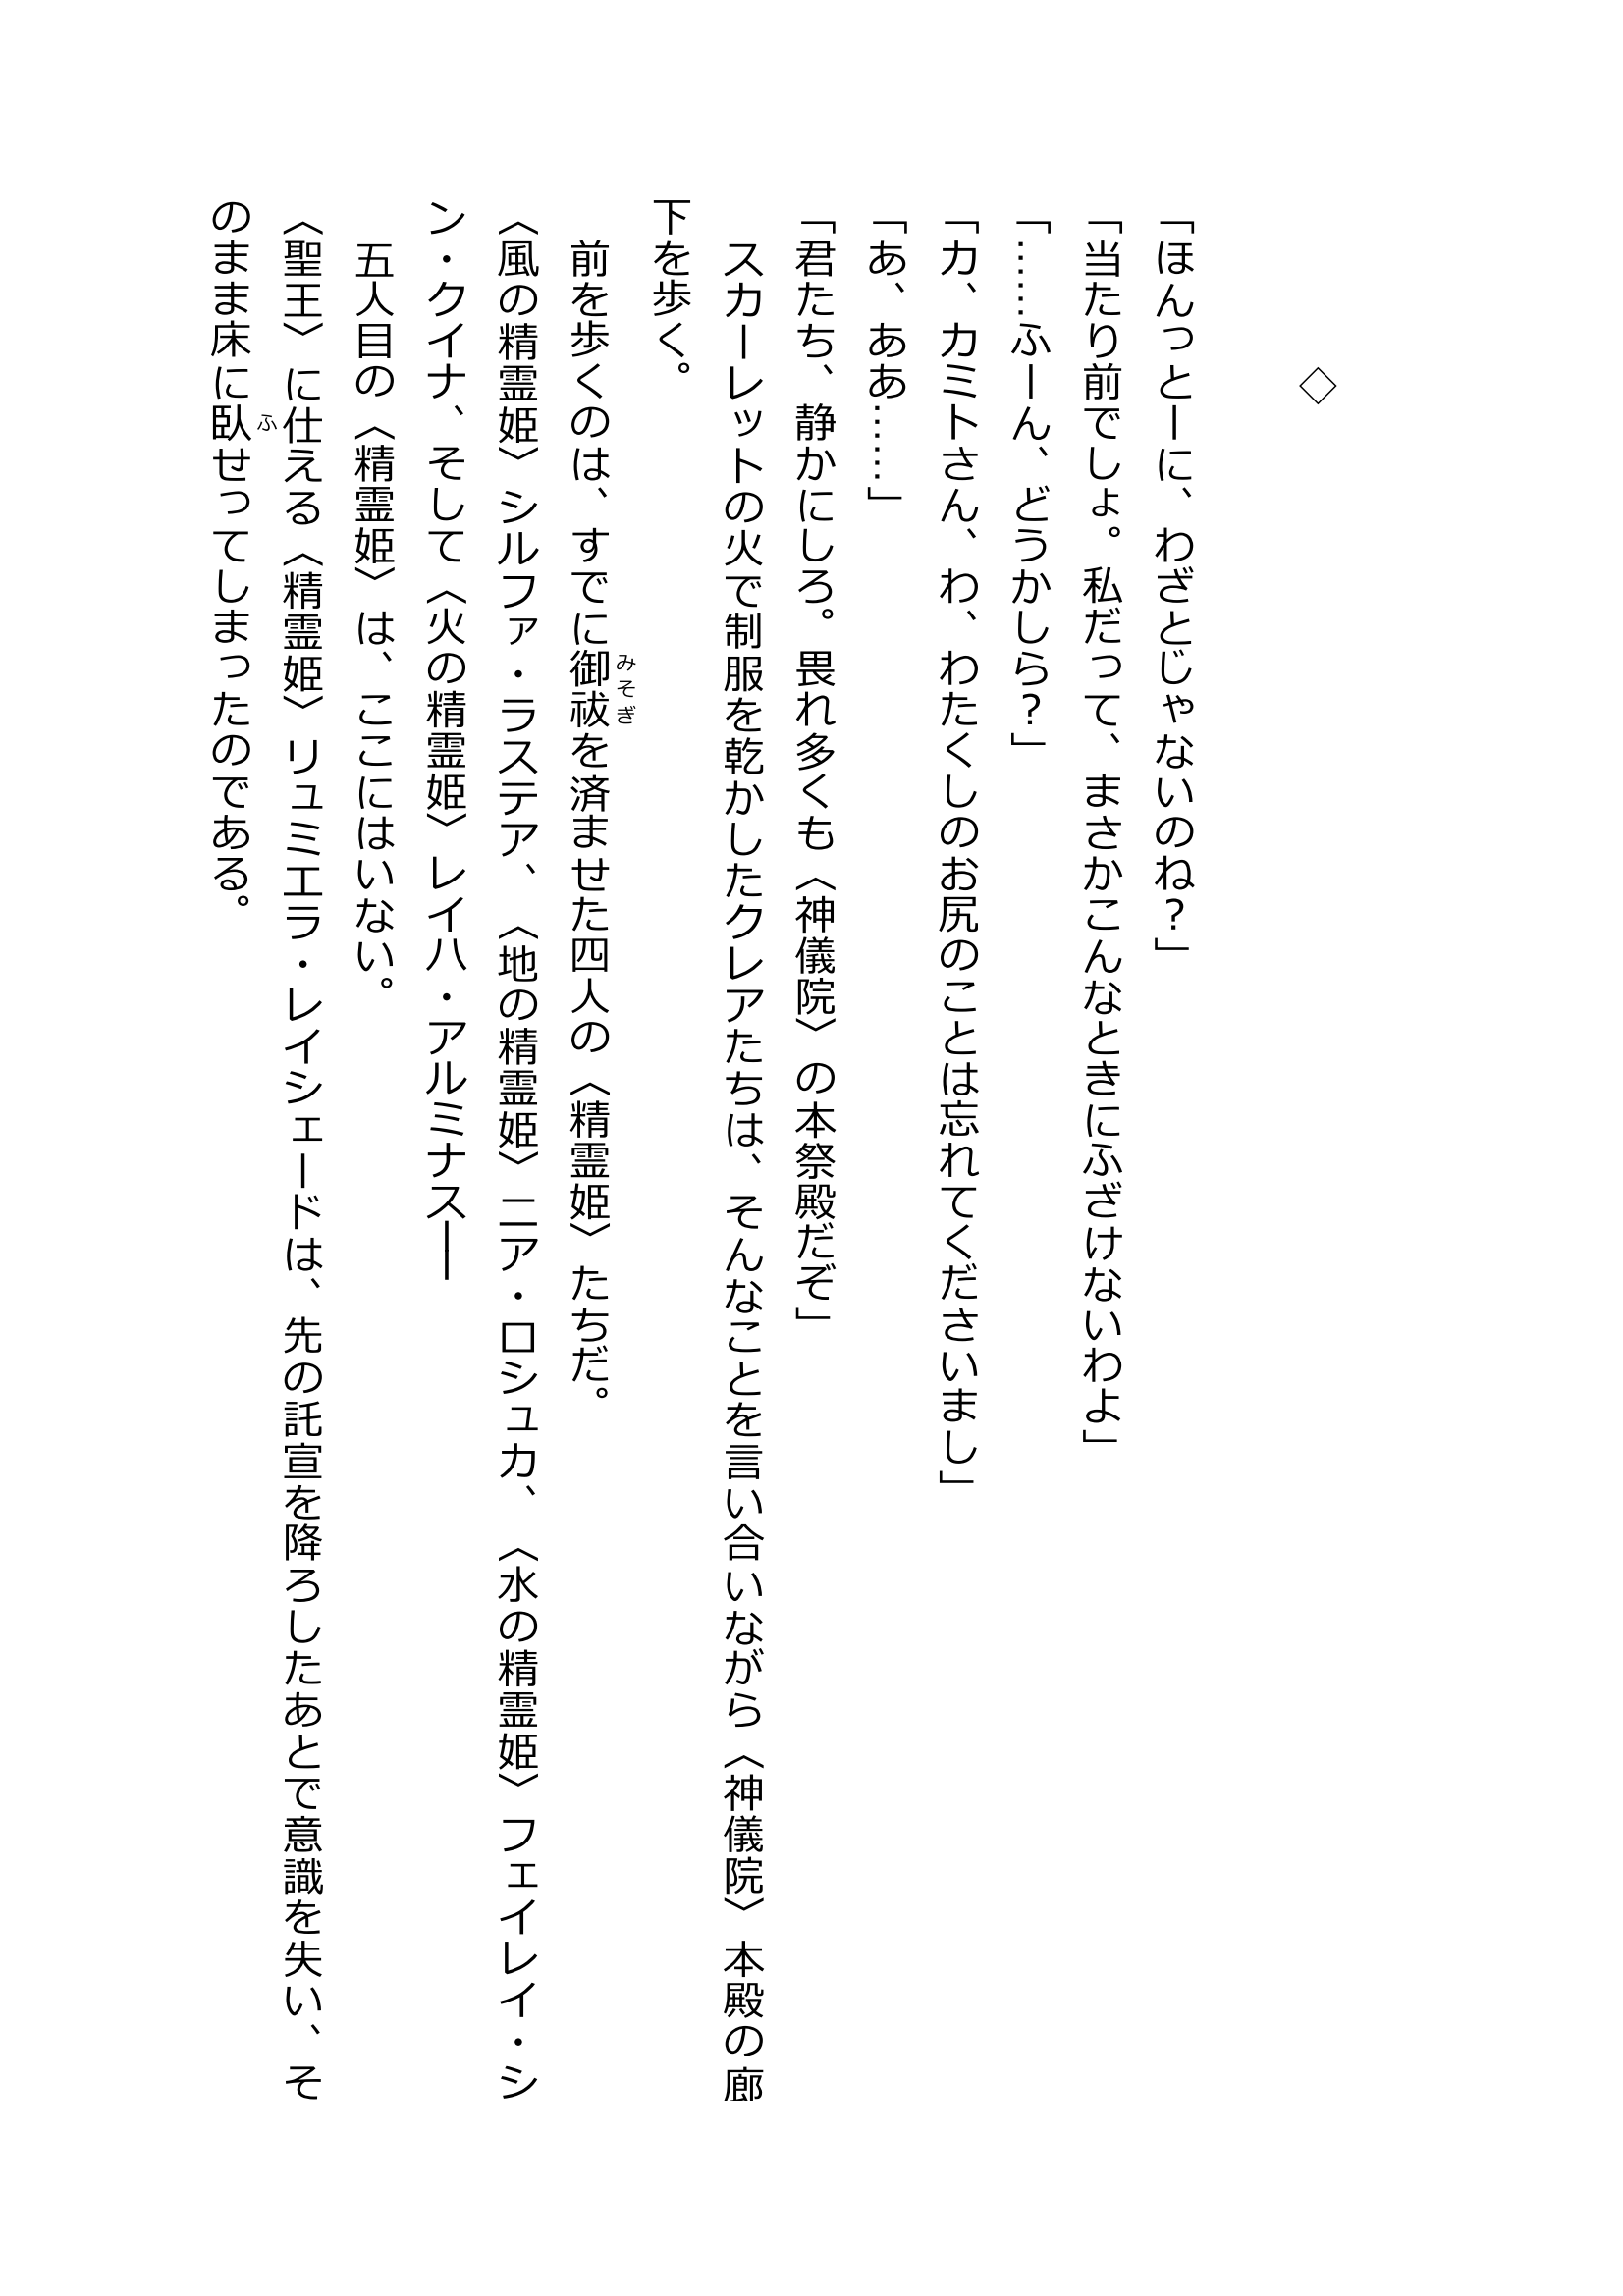 ◇
「ほんっとーに、わざとじゃないのね？」
「当たり前でしょ。私だって、まさかこんなときにふざけないわよ」
「……ふーん、どうかしら？」
「カ、カミトさん、わ、わたくしのお尻のことは忘れてくださいまし」
「あ、ああ……」
「君たち、静かにしろ。畏れ多くも〈神儀院〉の本祭殿だぞ」
　スカーレットの火で制服を乾かしたクレアたちは、そんなことを言い合いながら〈神儀院〉本殿の廊
下を歩く。
　前を歩くのは、すでに御祓みそぎを済ませた四人の〈精霊姫〉たちだ。
〈風の精霊姫〉シルファ・ラステア、〈地の精霊姫〉ニア・ロシュカ、〈水の精霊姫〉フェイレイ・シ
ン・クイナ、そして〈火の精霊姫〉レイハ・アルミナス──
　五人目の〈精霊姫〉は、ここにはいない。
〈聖王〉に仕える〈精霊姫〉リュミエラ・レイシェードは、先の託宣を降ろしたあとで意識を失い、そ
のまま床に臥ふせってしまったのである。